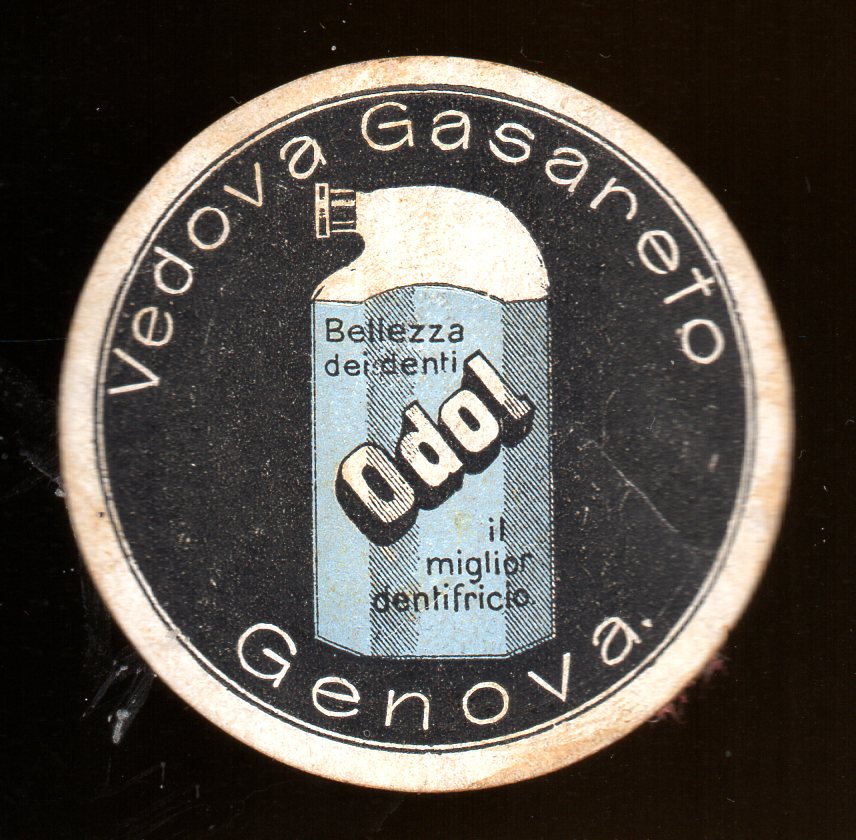 Vedova Gasareto
Bellezza
dei denti
Odol
il
miglior
dentifricio.
Genova.